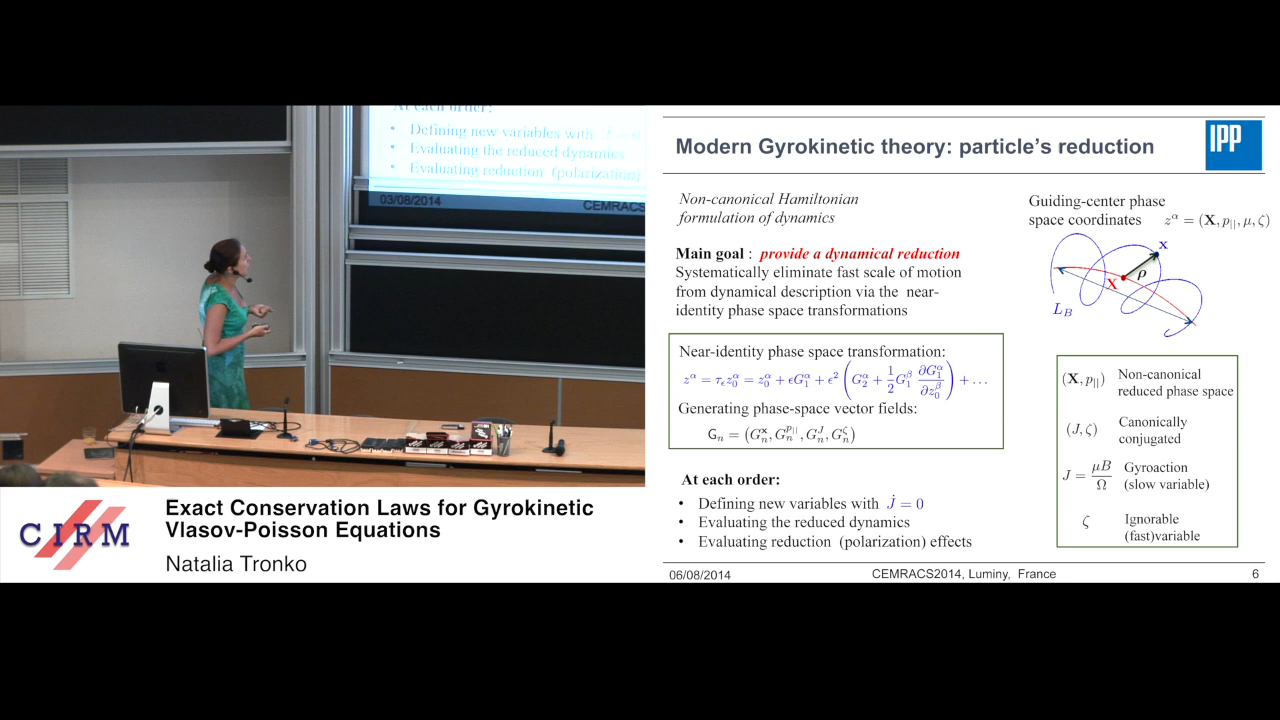 At each order:
• Defining new variables with
• Evaluating the reduced dynamics
• Evaluating reduction (polarization)
03/08/2014 CEMRACS
CIRM
Exact Conservation Laws for Gyrokinetic
Vlasov-Poisson Equations
Natalia Tronko
Modern Gyrokinetic theory: particle's reduction
IPP
Non-canonical Hamiltonian
formulation of dynamics
Main goal : provide a dynamical reduction
Systematically eliminate fast scale of motion
from dynamical description via the near-
identity phase space transformations
Guiding-center phase
space coordinates z^α = (X, p_||, μ, ζ)
x
ρ
X
L_B
Near-identity phase space transformation:
z^α = τ_ϵ z_0^α = z_0^α + ϵG_1^α + ϵ² (G_2^α + 1/2 G_1^β ∂G_1^α/∂z_0^β) + …
Generating phase-space vector fields:
G_n = (G_n^x, G_n^{p_||}, G_n^J, G_n^ζ)
At each order:
• Defining new variables with J̇ = 0
• Evaluating the reduced dynamics
• Evaluating reduction (polarization) effects
(X, p_||) Non-canonical
reduced phase space
(J, ζ) Canonically
conjugated
J = μB/Ω Gyroaction
(slow variable)
ζ Ignorable
(fast)variable
06/08/2014 CEMRACS2014, Luminy, France 6